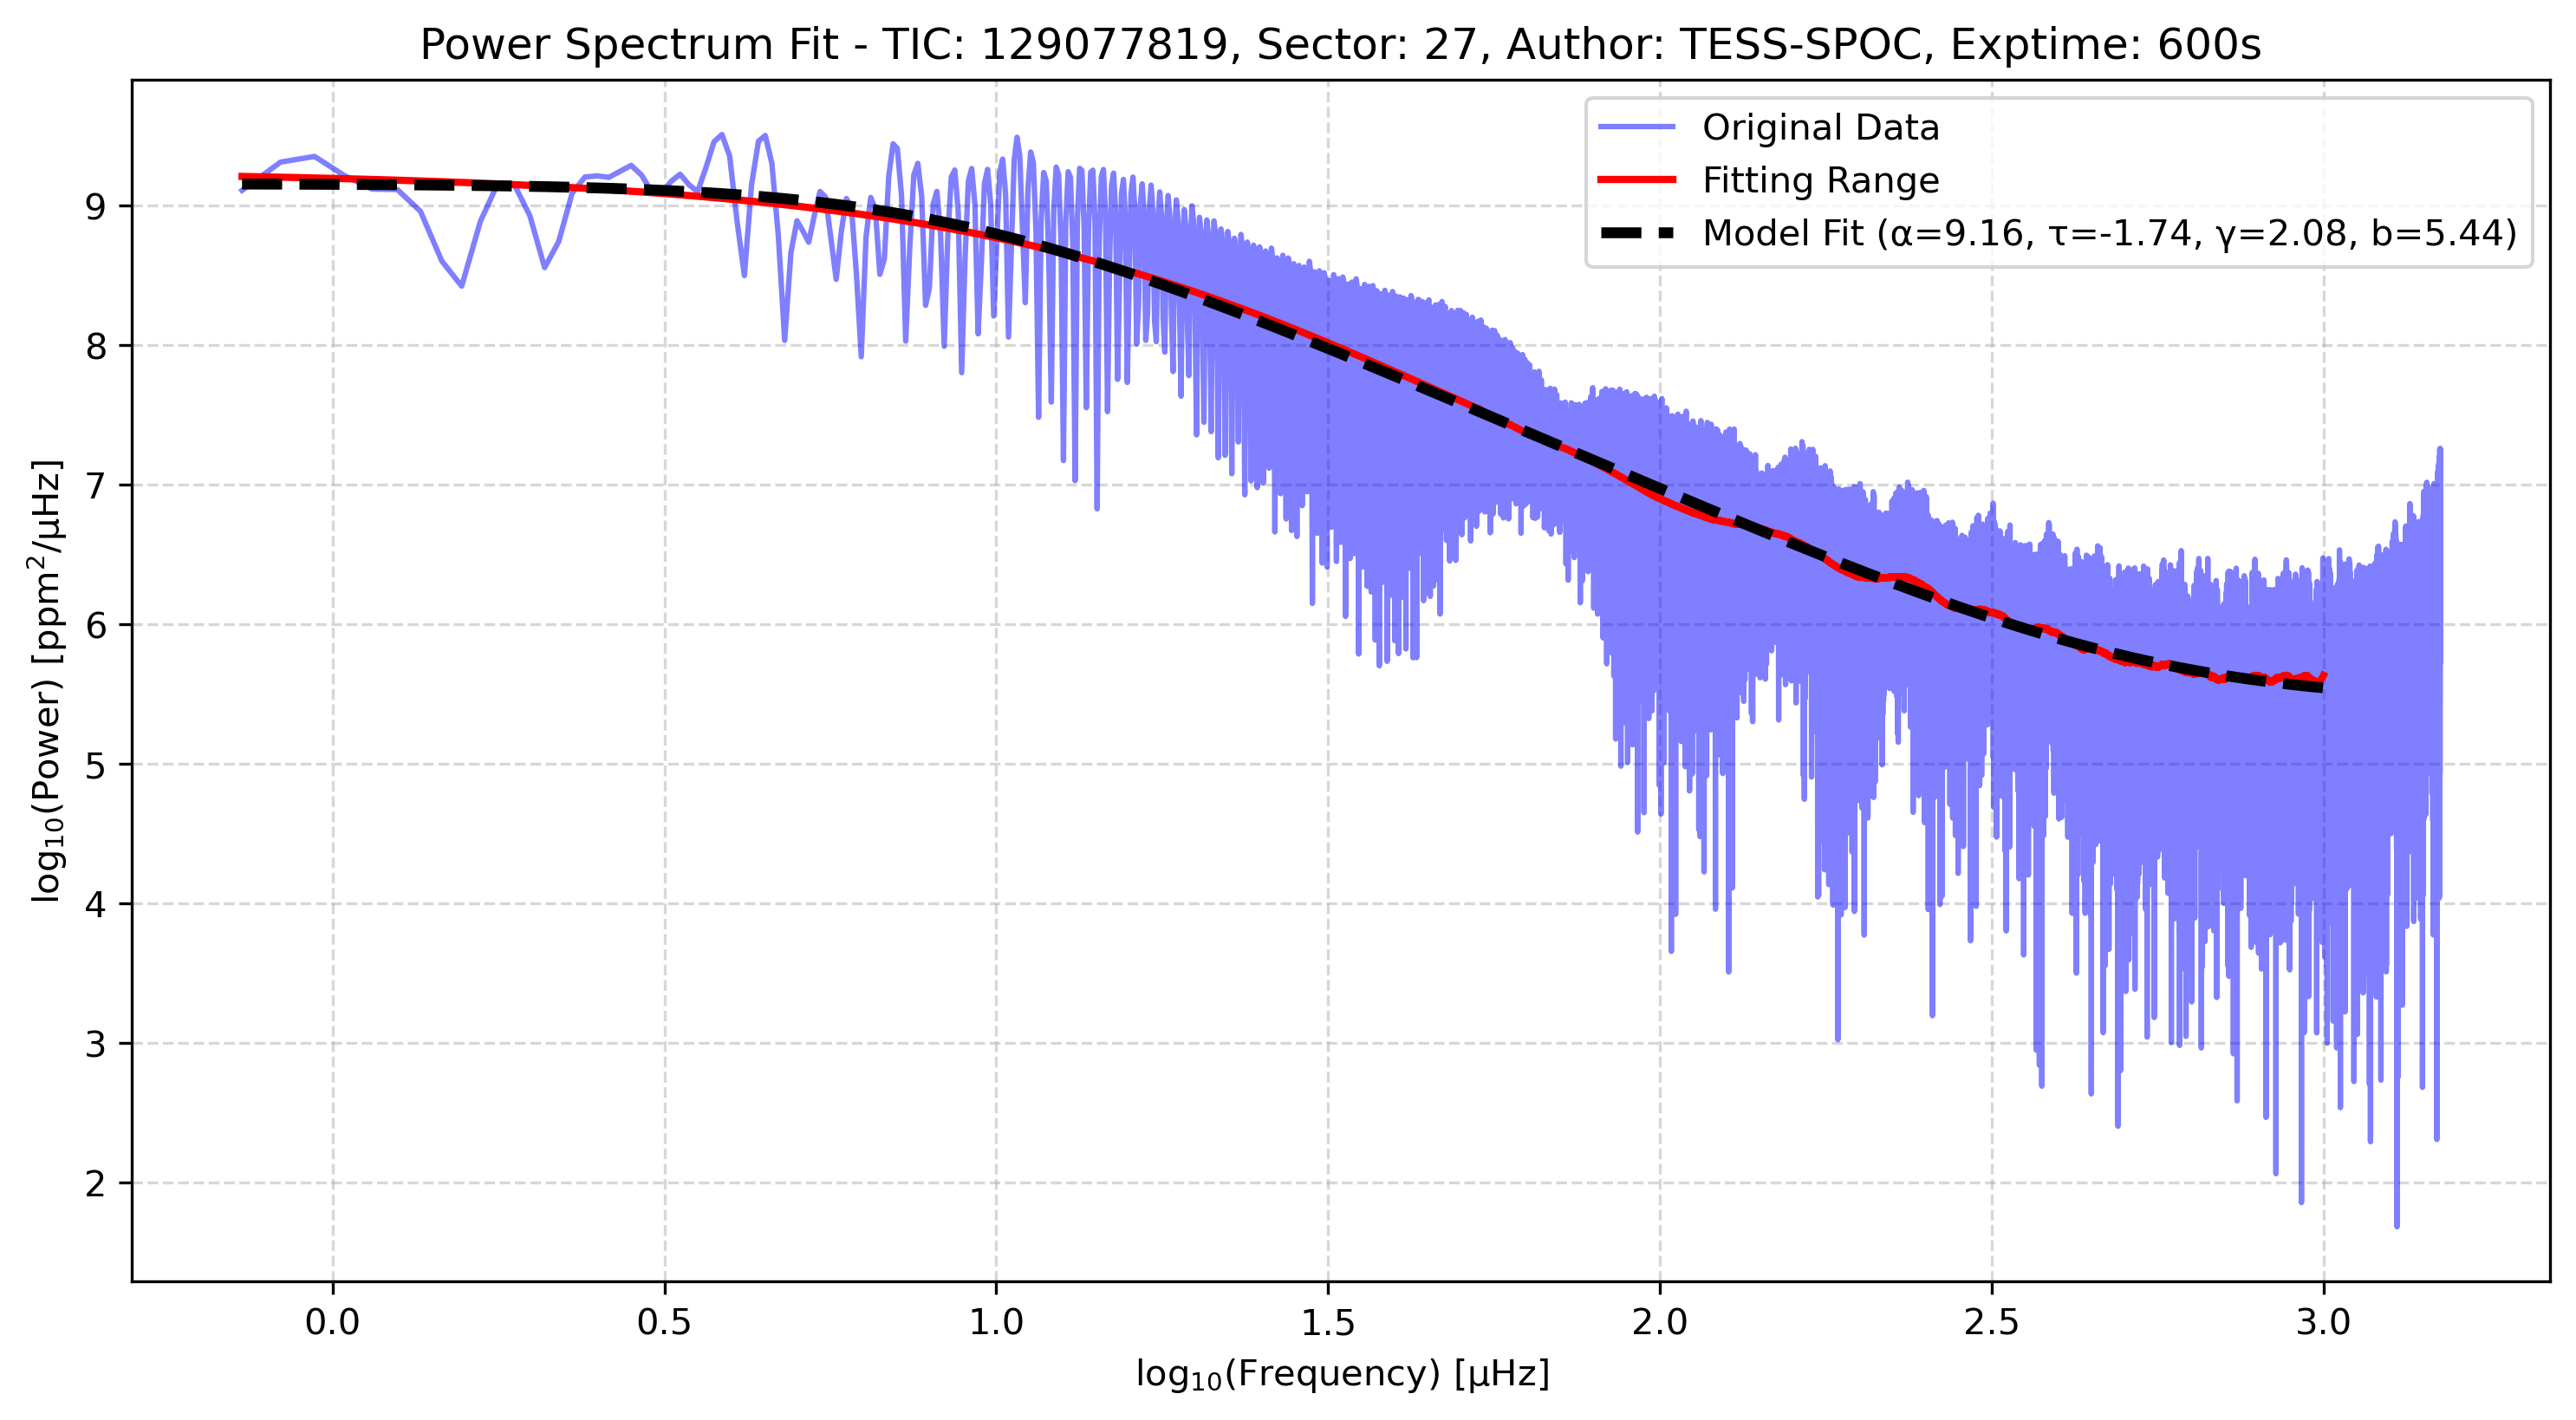 Power Spectrum Fit - TIC: 129077819, Sector: 27, Author: TESS-SPOC, Exptime: 600s
Original Data
Fitting Range
Model Fit (α=9.16, τ=-1.74, γ=2.08, b=5.44)
log₁₀(Power) [ppm²/μHz]
9
8
7
6
5
4
3
2
0.0 0.5 1.0 1.5 2.0 2.5 3.0
log₁₀(Frequency) [μHz]